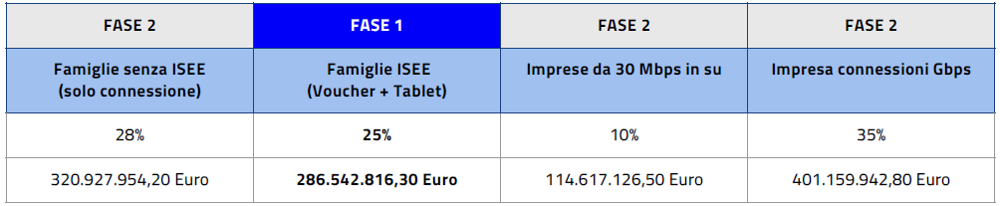 FASE 2 FASE 1 FASE 2 FASE 2
Famiglie senza ISEE Famiglie ISEE Imprese da 30 Mbps in su Impresa connessioni Gbps
(solo connessione) (Voucher + Tablet)
28% 25% 10% 35%
320.927.954,20 Euro 286.542.816,30 Euro 114.617.126,50 Euro 401.159.942,80 Euro